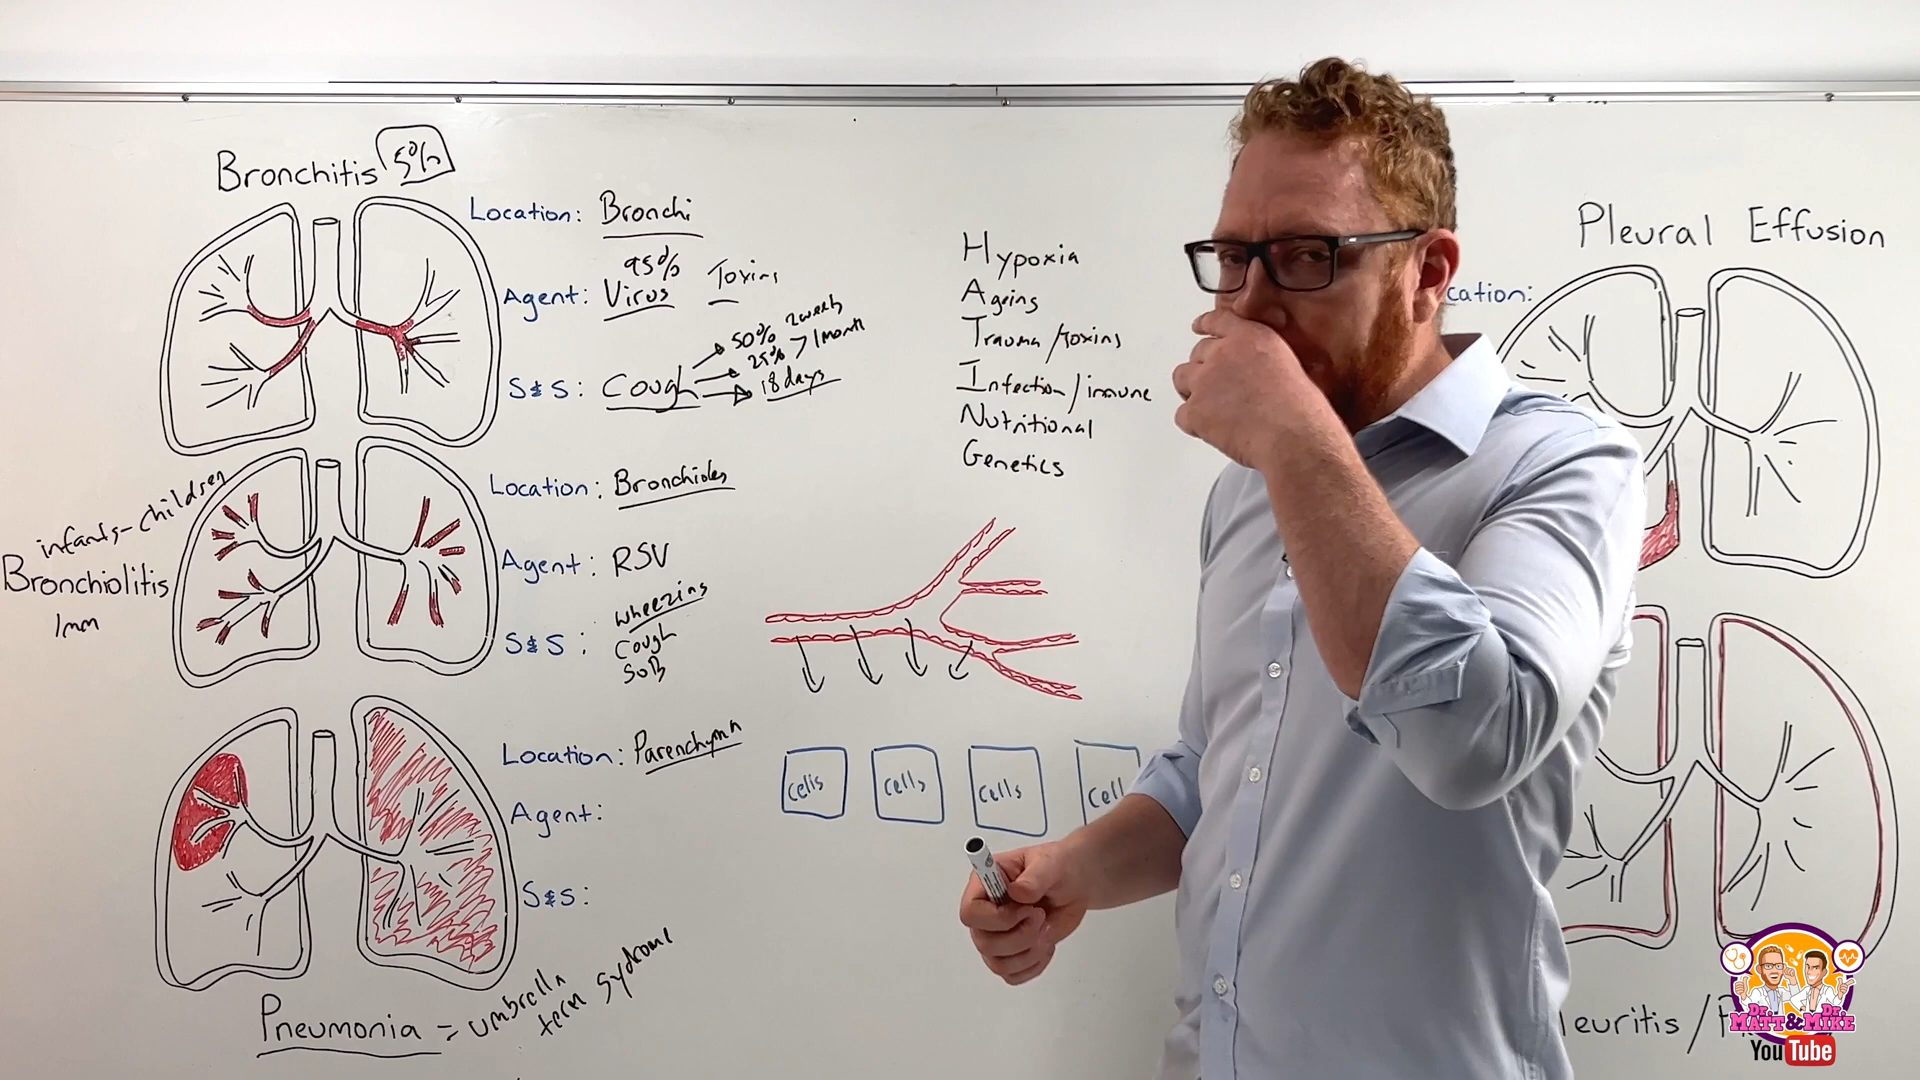 Bronchitis 5%
Location: Bronchi
95%
Agent: Virus Toxins
50% 2 weeks
25% > 1 month
S&S: Cough 18 days
infants-children
Bronchiolitis
1mm
Location: Bronchioles
Agent: RSV
wheezing
S&S: Cough
SoB
Location: Parenchyma
Agent:
S&S:
Pneumonia = umbrella
term sydrome
Hypoxia
Ageing
Trauma /toxins
Infection/immune
Nutritional
Genetics
cells cells cells cell
Pleural Effusion
cation:
leuritis / P
Dr. Dr.
MATT & MIKE
YouTube